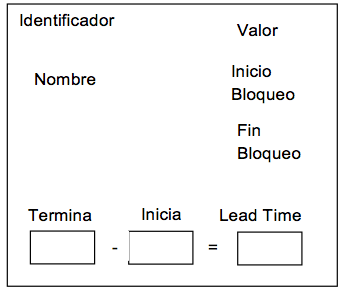 Identificador
Valor
Nombre
Inicio
Bloqueo
Fin
Bloqueo
Termina
Inicia
Lead Time
- =